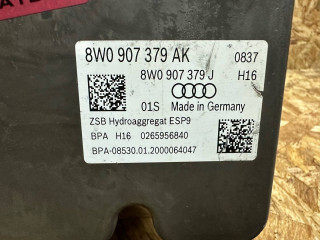 8W0 907 379 AK
0837
8W0 907 379 J
H16
01S Made in Germany
ZSB Hydroaggregat ESP9
BPA H16 0265956840
BPA-08530.01.2000064047